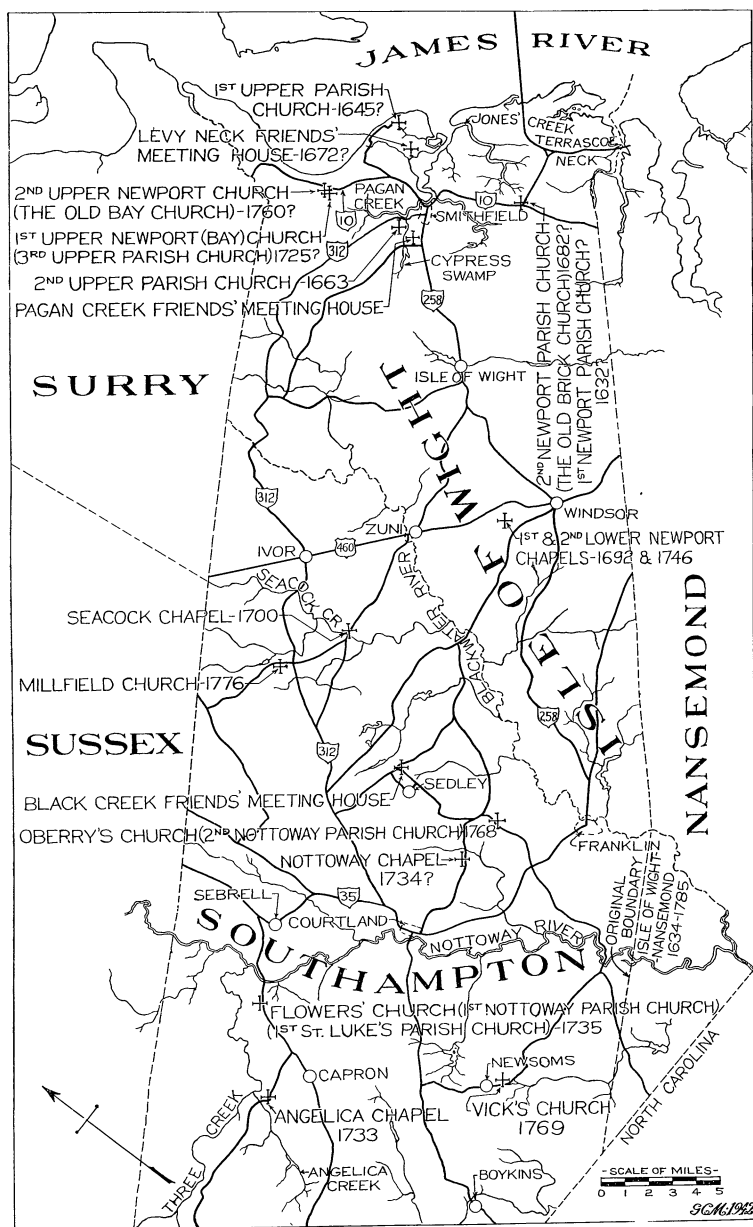 JAMES RIVER
1ST UPPER PARISH
CHURCH-1645?
JONES' CREEK
TERRASCOE
NECK
LEVY NECK FRIENDS'
MEETING HOUSE-1672?
2ND UPPER NEWPORT CHURCH
(THE OLD BAY CHURCH)-1760?
PAGAN
CREEK
10
10
SMITHFIELD
1ST UPPER NEWPORT (BAY) CHURCH
(3RD UPPER PARISH CHURCH) 1725?
312
2ND UPPER PARISH CHURCH-1663
CYPRESS
SWAMP
PAGAN CREEK FRIENDS' MEETING HOUSE
258
2ND NEWPORT PARISH CHURCH
(THE OLD BRICK CHURCH) 1682?
1ST NEWPORT PARISH CHURCH?
1632?
SURRY
ISLE OF WIGHT
ISLE OF WIGHT
312
ZUNI
WINDSOR
IVOR
460
1ST & 2ND LOWER NEWPORT
CHAPELS-1692 & 1746
SEACOCK CR.
BLACKWATER RIVER
SEACOCK CHAPEL-1700
MILLFIELD CHURCH-1776
NANSEMOND
258
SUSSEX
312
SEDLEY
BLACK CREEK FRIENDS' MEETING HOUSE
OBERRY'S CHURCH (2ND NOTTOWAY PARISH CHURCH) 1768
FRANKLIN
NOTTOWAY CHAPEL
1734?
35
SEBRELL
COURTLAND
NOTTOWAY RIVER
ORIGINAL
BOUNDARY
ISLE OF WIGHT-
NANSEMOND
1634-1785
SOUTHAMPTON
FLOWERS' CHURCH (1ST NOTTOWAY PARISH CHURCH)
(1ST ST. LUKE'S PARISH CHURCH)-1735
NEWSOMS
CAPRON
VICK'S CHURCH
1769
NORTH CAROLINA
ANGELICA CHAPEL
1733
THREE CREEK
ANGELICA
CREEK
BOYKINS
-SCALE OF MILES-
0 1 2 3 4 5
G.C.M. 1942